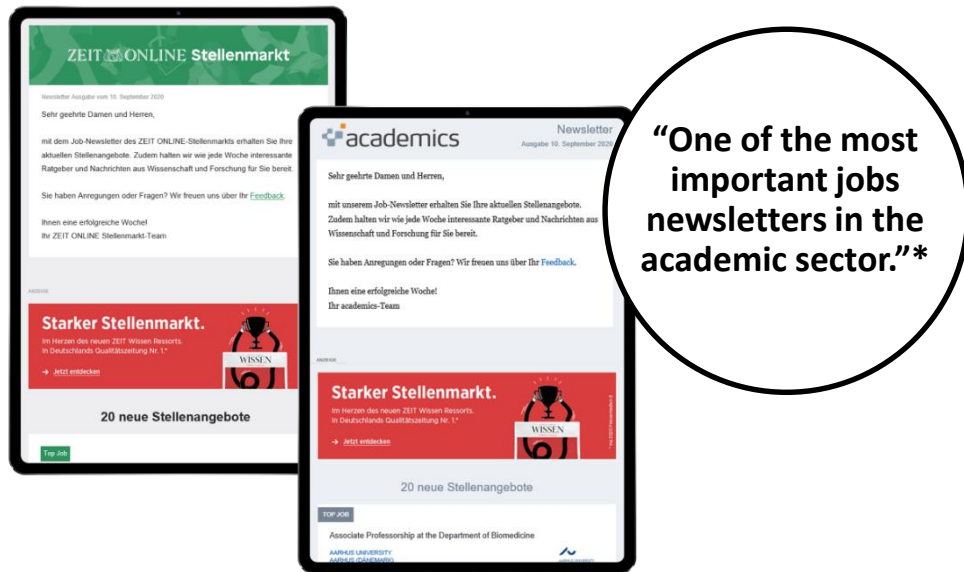 ZEIT ONLINE Stellenmarkt
Newsletter Ausgabe vom 10. September 2020
Sehr geehrte Damen und Herren,
mit dem Job-Newsletter des ZEIT ONLINE-Stellenmarkts erhalten Sie Ihre
aktuellen Stellenangebote. Zudem halten wir wie jede Woche interessante
Ratgeber und Nachrichten aus Wissenschaft und Forschung für Sie bereit.
Sie haben Anregungen oder Fragen? Wir freuen uns über Ihr Feedback.
Ihnen eine erfolgreiche Woche!
Ihr ZEIT ONLINE Stellenmarkt-Team
ANZEIGE
Starker Stellenmarkt.
Im Herzen des neuen ZEIT Wissen Ressorts.
In Deutschlands Qualitätszeitung Nr. 1.*
→ Jetzt entdecken
WISSEN
20 neue Stellenangebote
Top Job
academics
Newsletter
Ausgabe 10. September 2020
Sehr geehrte Damen und Herren,
mit unserem Job-Newsletter erhalten Sie Ihre aktuellen Stellenangebote.
Zudem halten wir wie jede Woche interessante Ratgeber und Nachrichten aus
Wissenschaft und Forschung für Sie bereit.
Sie haben Anregungen oder Fragen? Wir freuen uns über Ihr Feedback.
Ihnen eine erfolgreiche Woche!
Ihr academics-Team
ANZEIGE
Starker Stellenmarkt.
Im Herzen des neuen ZEIT Wissen Ressorts.
In Deutschlands Qualitätszeitung Nr. 1.*
→ Jetzt entdecken
WISSEN
20 neue Stellenangebote
TOP JOB
Associate Professorship at the Department of Biomedicine
AARHUS UNIVERSITY
AARHUS (DÄNEMARK)
AARHUS UNIVERSITY
“One of the most
important jobs
newsletters in the
academic sector.”*